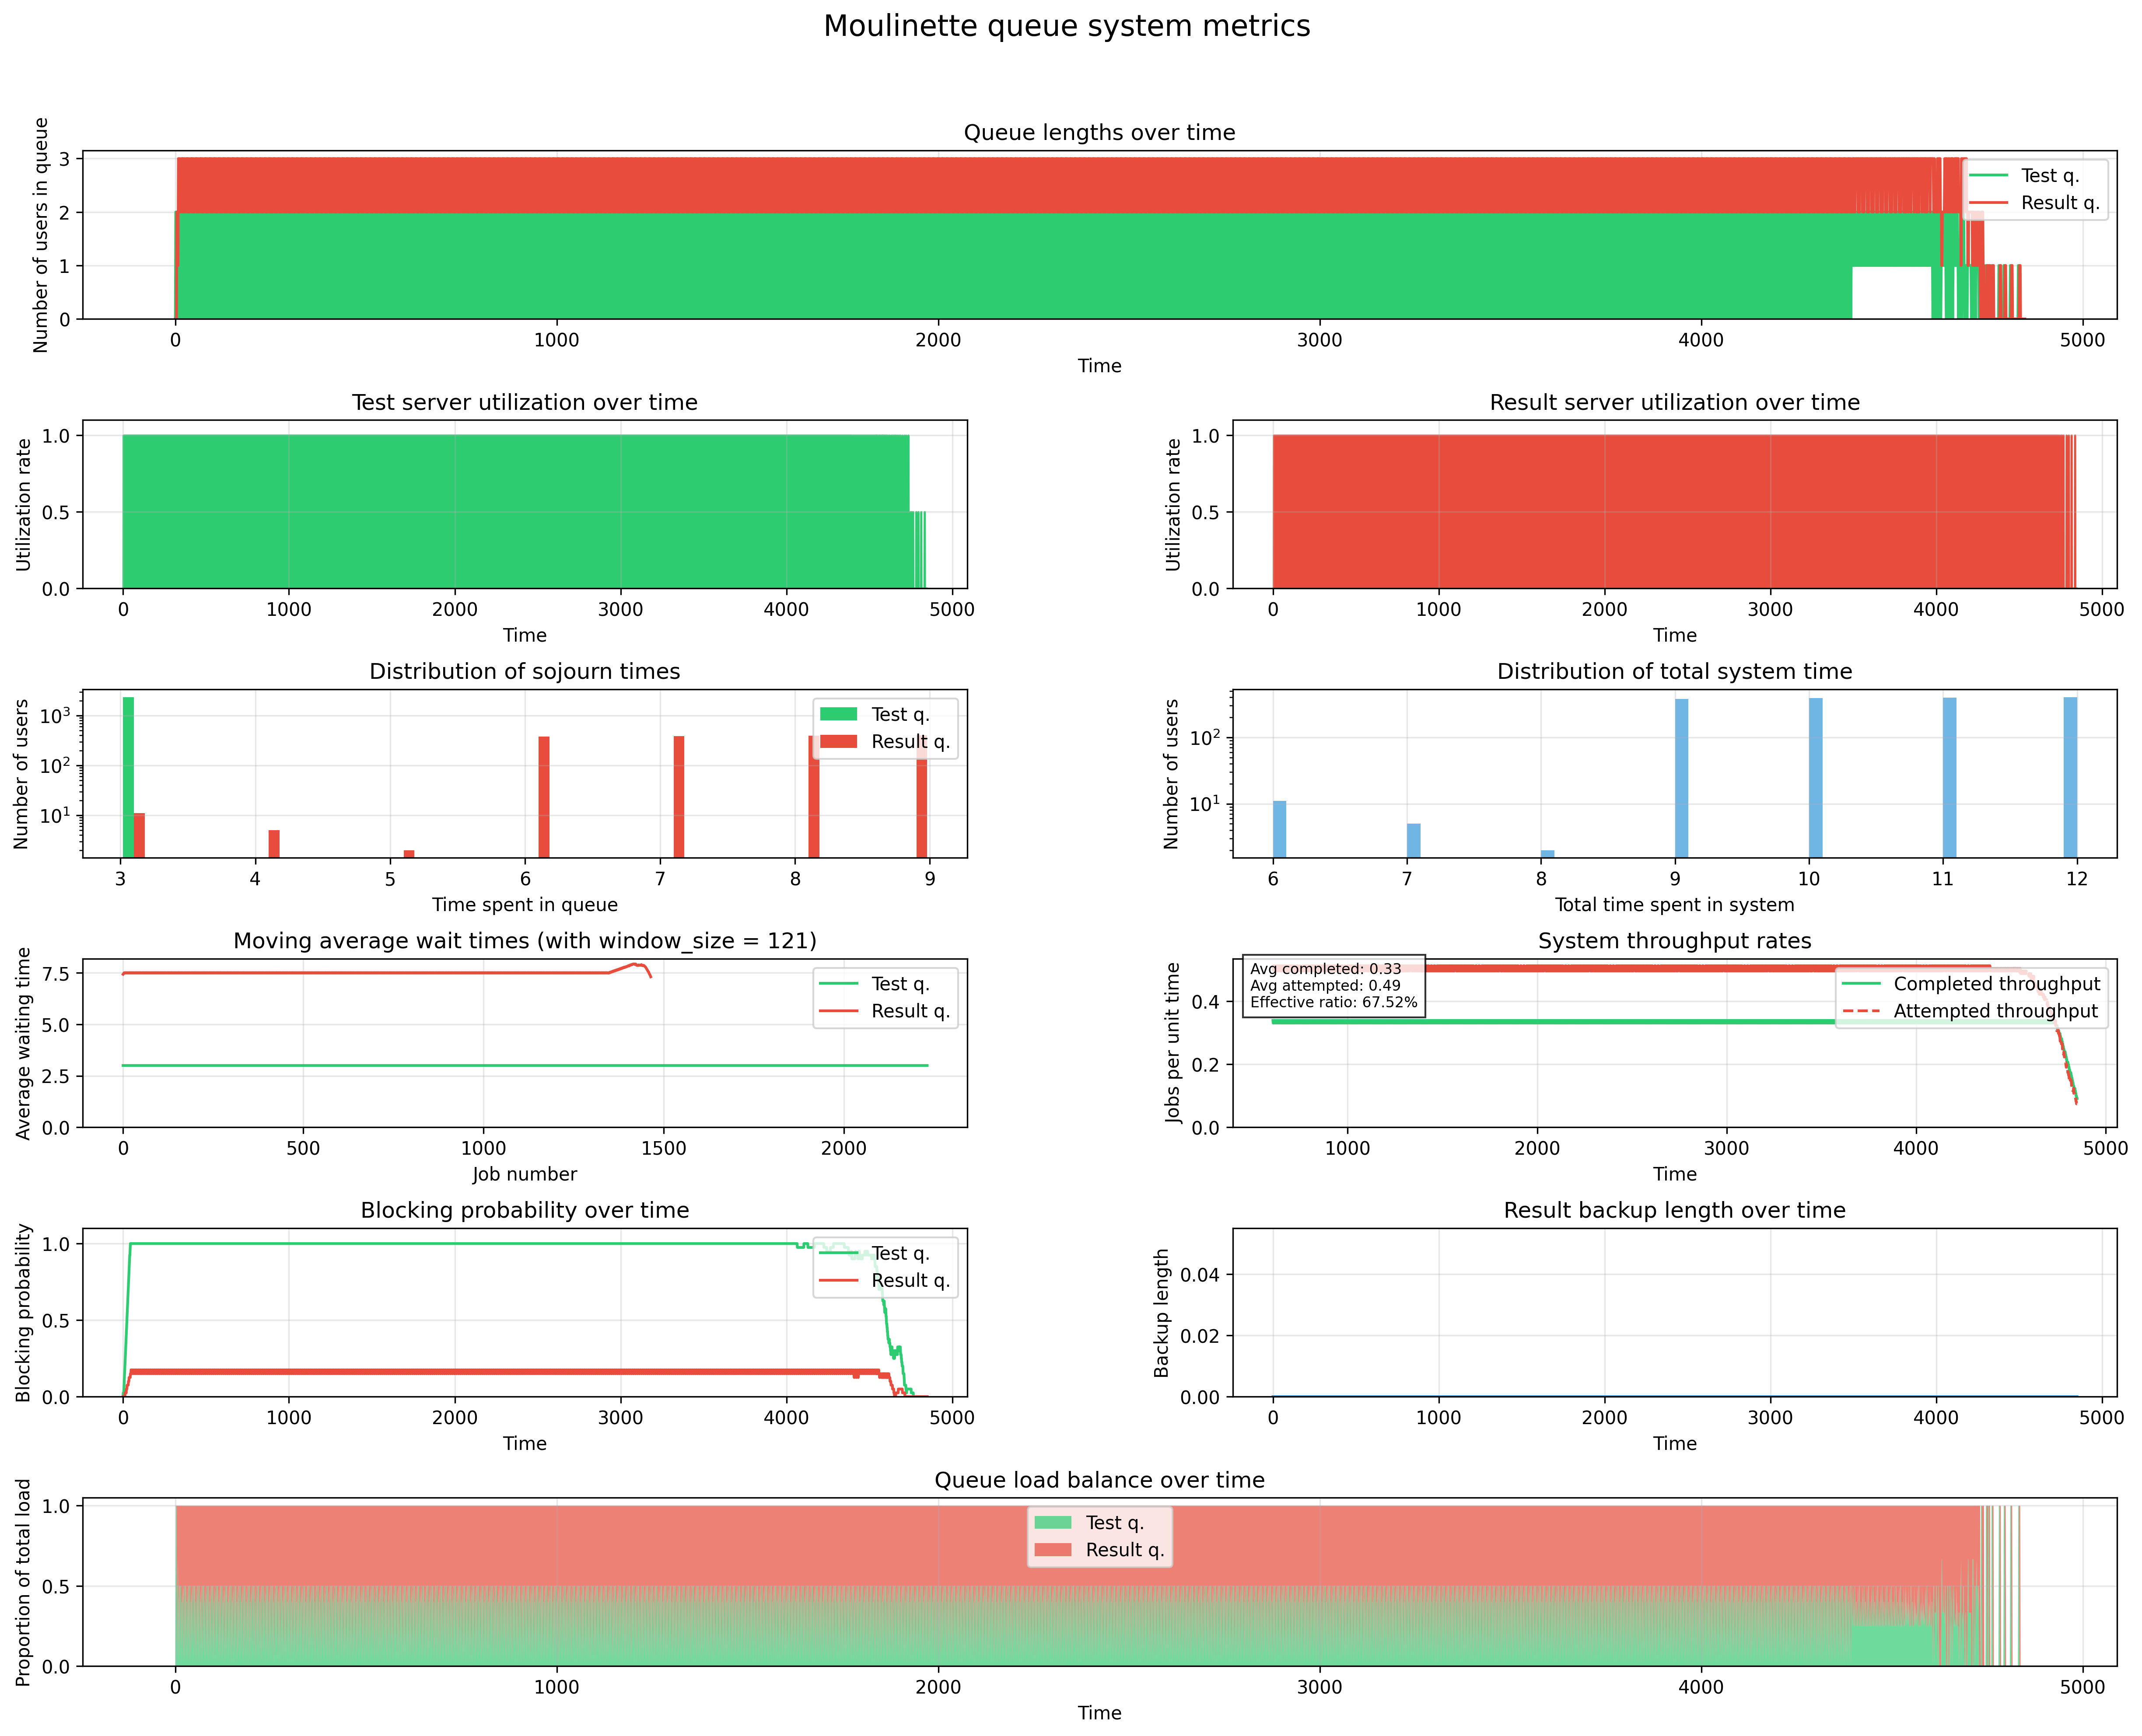 Moulinette queue system metrics
Queue lengths over time
Number of users in queue
3
2
1
0
Test q.
Result q.
0 1000 2000 3000 4000 5000
Time
Test server utilization over time
Utilization rate
1.0
0.5
0.0
0 1000 2000 3000 4000 5000
Time
Result server utilization over time
Utilization rate
1.0
0.5
0.0
0 1000 2000 3000 4000 5000
Time
Distribution of sojourn times
Number of users
10³
10²
10¹
Test q.
Result q.
3 4 5 6 7 8 9
Time spent in queue
Distribution of total system time
Number of users
10²
10¹
6 7 8 9 10 11 12
Total time spent in system
Moving average wait times (with window_size = 121)
Average waiting time
7.5
5.0
2.5
0.0
Test q.
Result q.
0 500 1000 1500 2000
Job number
System throughput rates
Jobs per unit time
0.4
0.2
0.0
Avg completed: 0.33
Avg attempted: 0.49
Effective ratio: 67.52%
Completed throughput
Attempted throughput
1000 2000 3000 4000 5000
Time
Blocking probability over time
Blocking probability
1.0
0.5
0.0
Test q.
Result q.
0 1000 2000 3000 4000 5000
Time
Result backup length over time
Backup length
0.04
0.02
0.00
0 1000 2000 3000 4000 5000
Time
Queue load balance over time
Proportion of total load
1.0
0.5
0.0
Test q.
Result q.
0 1000 2000 3000 4000 5000
Time